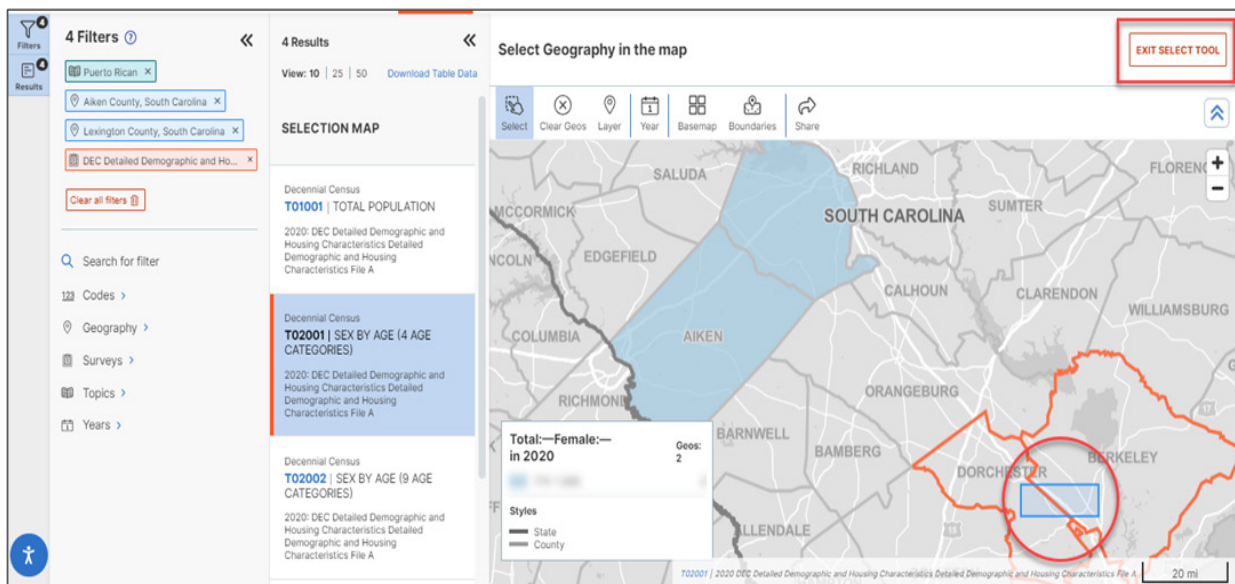 4
Filters
4
Results
4 Filters
Puerto Rican ×
Aiken County, South Carolina ×
Lexington County, South Carolina ×
DEC Detailed Demographic and Ho... ×
Clear all filters
Search for filter
123 Codes >
Geography >
Surveys >
Topics >
Years >
4 Results
View: 10 | 25 | 50 Download Table Data
SELECTION MAP
Decennial Census
T01001 | TOTAL POPULATION
2020: DEC Detailed Demographic and
Housing Characteristics Detailed
Demographic and Housing
Characteristics File A
Decennial Census
T02001 | SEX BY AGE (4 AGE
CATEGORIES)
2020: DEC Detailed Demographic and
Housing Characteristics Detailed
Demographic and Housing
Characteristics File A
Decennial Census
T02002 | SEX BY AGE (9 AGE
CATEGORIES)
2020: DEC Detailed Demographic and
Housing Characteristics Detailed
Demographic and Housing
Characteristics File A
Select Geography in the map
EXIT SELECT TOOL
Select
Clear Geos
Layer
1
Year
Basemap
Boundaries
Share
+
−
SALUDA
RICHLAND
FLOREN
MCCORMICK
SOUTH CAROLINA
SUMTER
NCOLN
EDGEFIELD
CALHOUN
CLARENDON
WILLIAMSBURG
COLUMBIA
AIKEN
RICHMON
ORANGEBURG
BARNWELL
BAMBERG
DORCHESTER
BERKELEY
ALLENDALE
Total:—Female:—
in 2020
Geos:
2
Styles
State
County
T02001 | 2020 DEC Detailed Demographic and Housing Characteristics Detailed Demographic and Housing Characteristics File A
20 mi